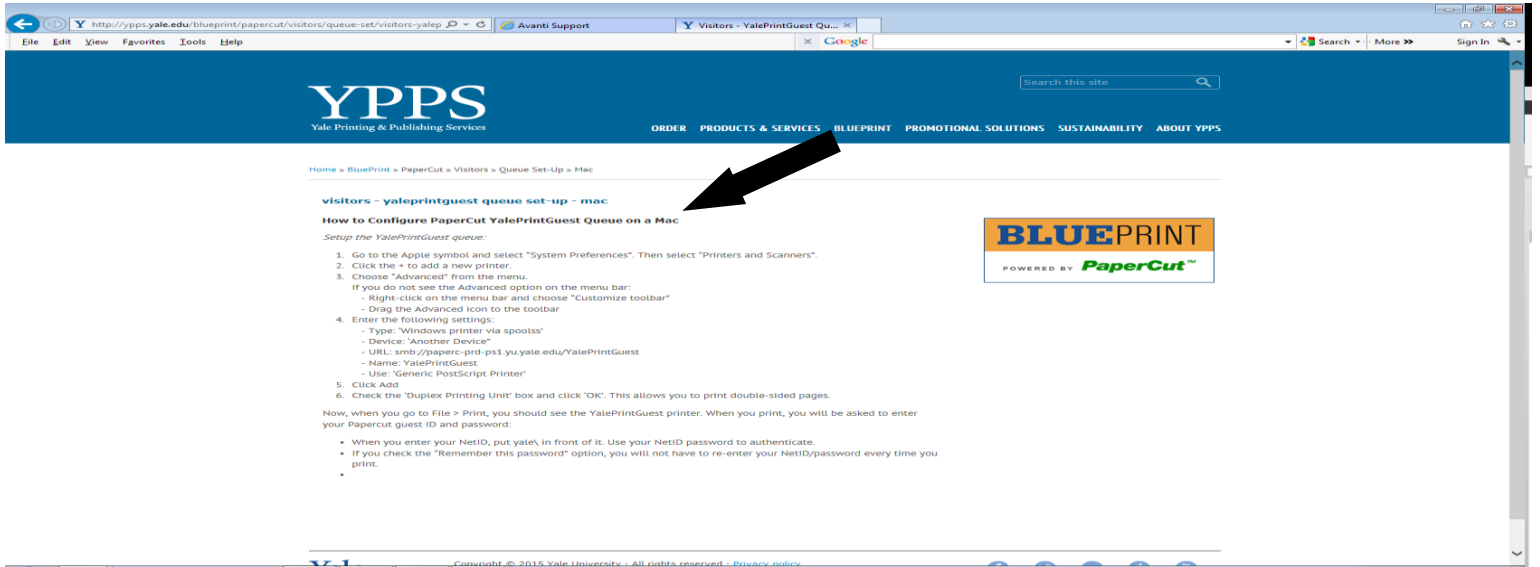 http://ypps.yale.edu/blueprint/papercut/visitors/queue-set/visitors-yalep
Avanti Support
Visitors - YalePrintGuest Qu...
File Edit View Favorites Tools Help
Google
Search
More >>
Sign In
YPPS
Yale Printing & Publishing Services
Search this site
ORDER PRODUCTS & SERVICES BLUEPRINT PROMOTIONAL SOLUTIONS SUSTAINABILITY ABOUT YPPS
Home » BluePrint » PaperCut » Visitors » Queue Set-Up » Mac
visitors - yaleprintguest queue set-up - mac
How to Configure PaperCut YalePrintGuest Queue on a Mac
Setup the YalePrintGuest queue:
1. Go to the Apple symbol and select "System Preferences". Then select "Printers and Scanners".
2. Click the + to add a new printer.
3. Choose "Advanced" from the menu.
If you do not see the Advanced option on the menu bar:
- Right-click on the menu bar and choose "Customize toolbar"
- Drag the Advanced icon to the toolbar
4. Enter the following settings:
- Type: 'Windows printer via spoolss'
- Device: 'Another Device"
- URL: smb://paperc-prd-ps1.yu.yale.edu/YalePrintGuest
- Name: YalePrintGuest
- Use: 'Generic PostScript Printer'
5. Click Add
6. Check the 'Duplex Printing Unit' box and click 'OK'. This allows you to print double-sided pages.
Now, when you go to File > Print, you should see the YalePrintGuest printer. When you print, you will be asked to enter
your Papercut guest ID and password:
• When you enter your NetID, put yale\ in front of it. Use your NetID password to authenticate.
• If you check the "Remember this password" option, you will not have to re-enter your NetID/password every time you
print.
•
BLUEPRINT
POWERED BY PaperCut™
Yale
Copyright © 2015 Yale University · All rights reserved · Privacy policy